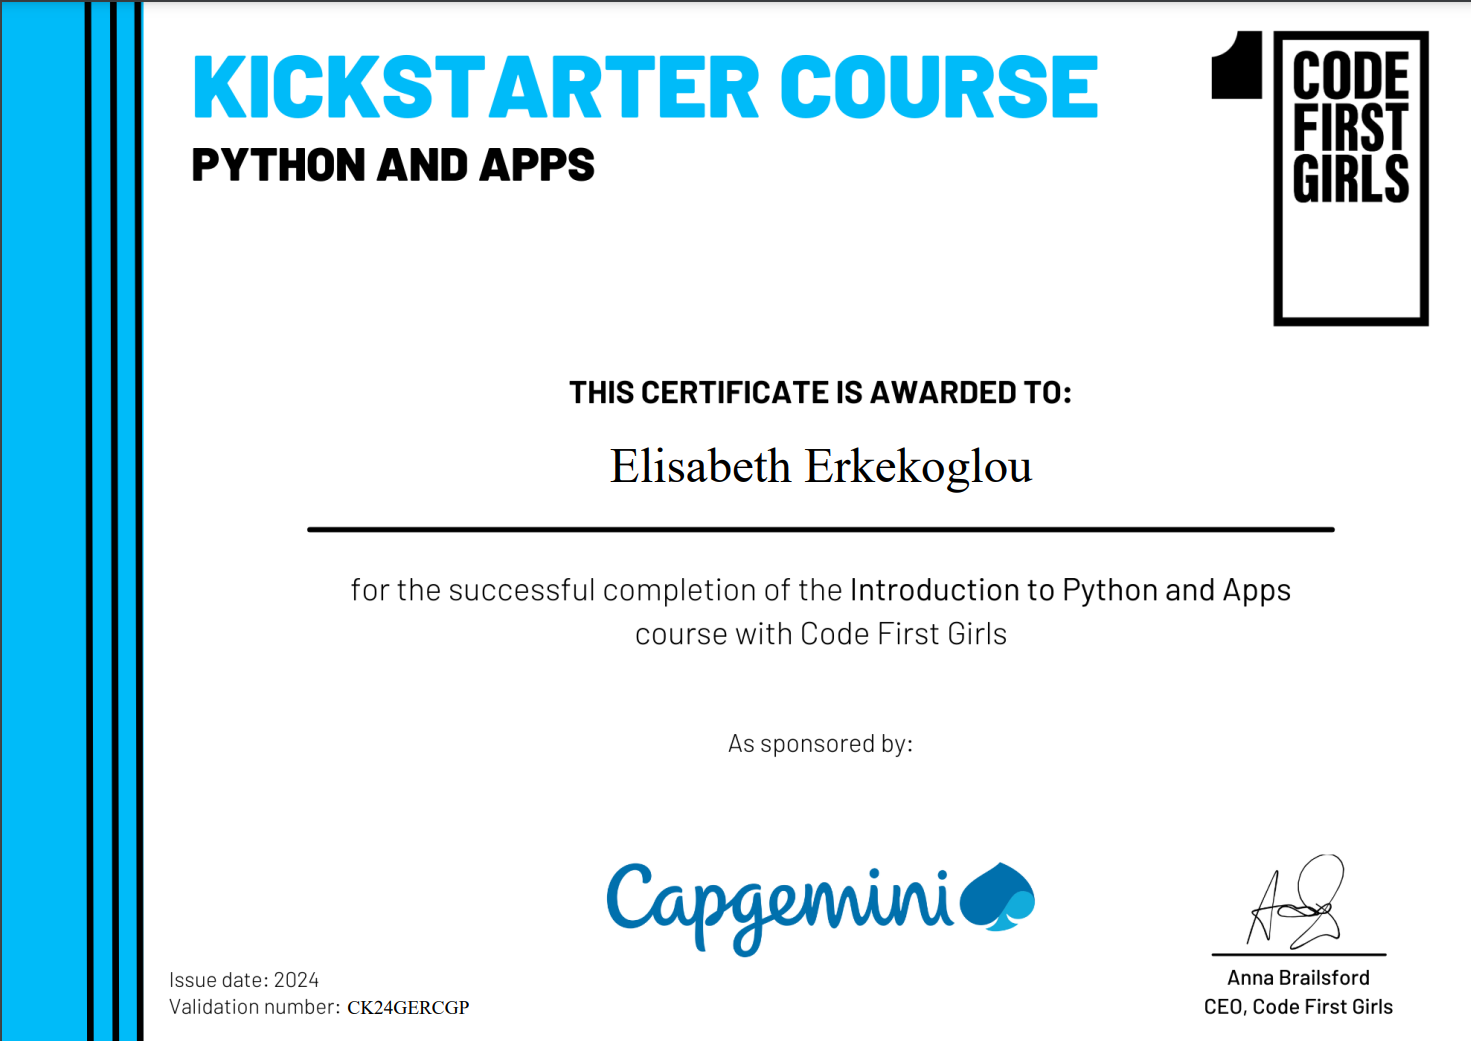 KICKSTARTER COURSE
PYTHON AND APPS
1
CODE
FIRST
GIRLS
THIS CERTIFICATE IS AWARDED TO:
Elisabeth Erkekoglou
for the successful completion of the Introduction to Python and Apps
course with Code First Girls
As sponsored by:
Capgemini
Issue date: 2024
Validation number: CK24GERCGP
Anna Brailsford
CEO, Code First Girls